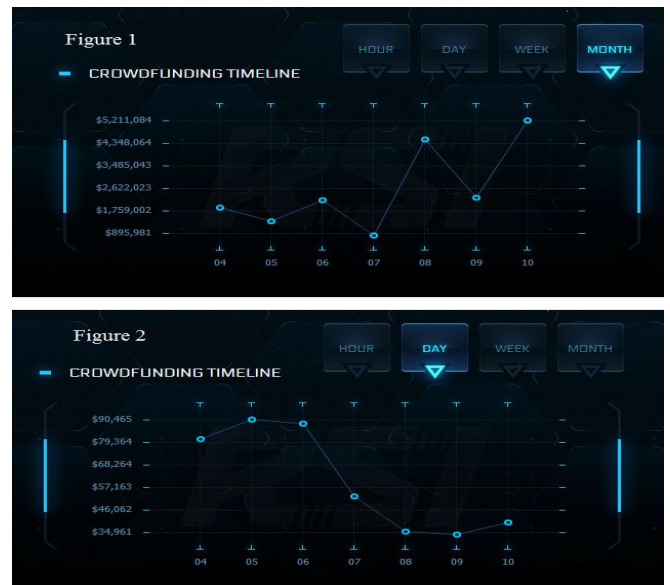 Figure 1
HOUR DAY WEEK MONTH
CROWDFUNDING TIMELINE
$5,211,084
$4,348,064
$3,485,043
$2,622,023
$1,759,002
$895,981
04 05 06 07 08 09 10
Figure 2
HOUR DAY WEEK MONTH
CROWDFUNDING TIMELINE
$90,465
$79,364
$68,264
$57,163
$46,062
$34,961
04 05 06 07 08 09 10
RSI